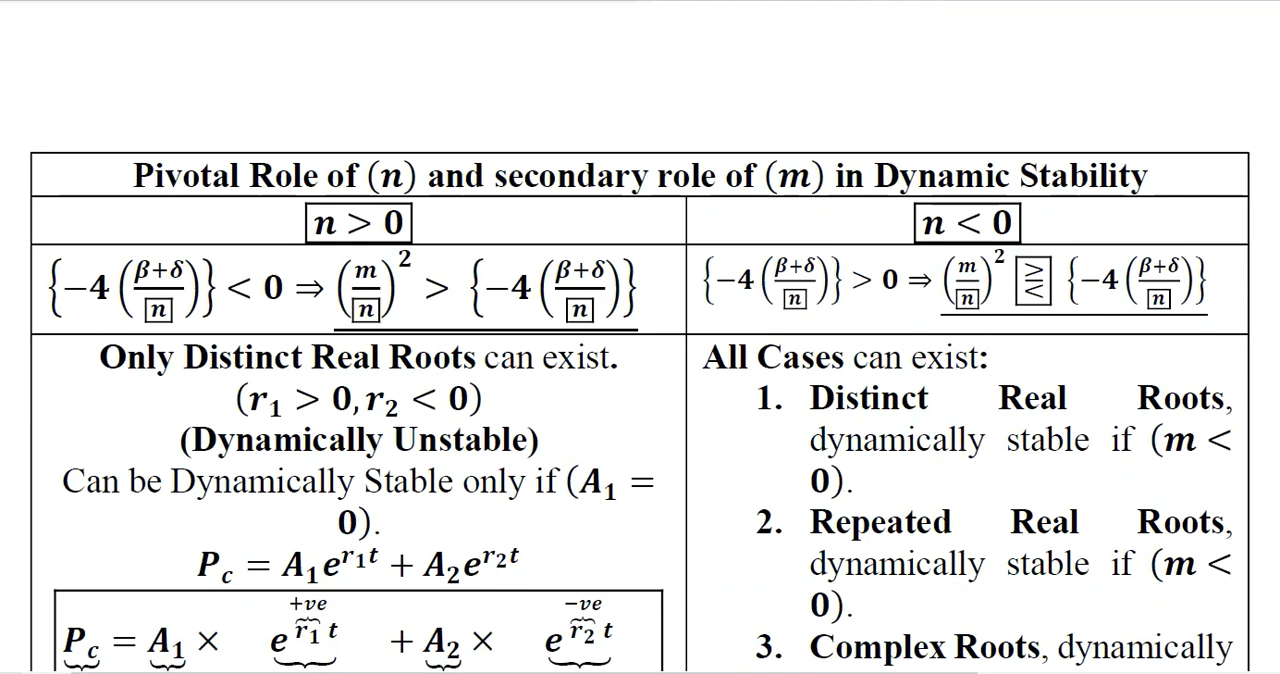 Pivotal Role of (n) and secondary role of (m) in Dynamic Stability
n > 0
n < 0
{−4((β+δ)/n)} < 0 ⇒ (m/n)² > {−4((β+δ)/n)}
{−4((β+δ)/n)} > 0 ⇒ (m/n)² ⋛ {−4((β+δ)/n)}
Only Distinct Real Roots can exist.
(r₁ > 0, r₂ < 0)
(Dynamically Unstable)
Can be Dynamically Stable only if (A₁ =
0).
P_c = A₁e^{r₁t} + A₂e^{r₂t}
+ve −ve
P_c = A₁ × e^{r₁ t} + A₂ × e^{r₂ t}
All Cases can exist:
1. Distinct Real Roots,
dynamically stable if (m <
0).
2. Repeated Real Roots,
dynamically stable if (m <
0).
3. Complex Roots, dynamically